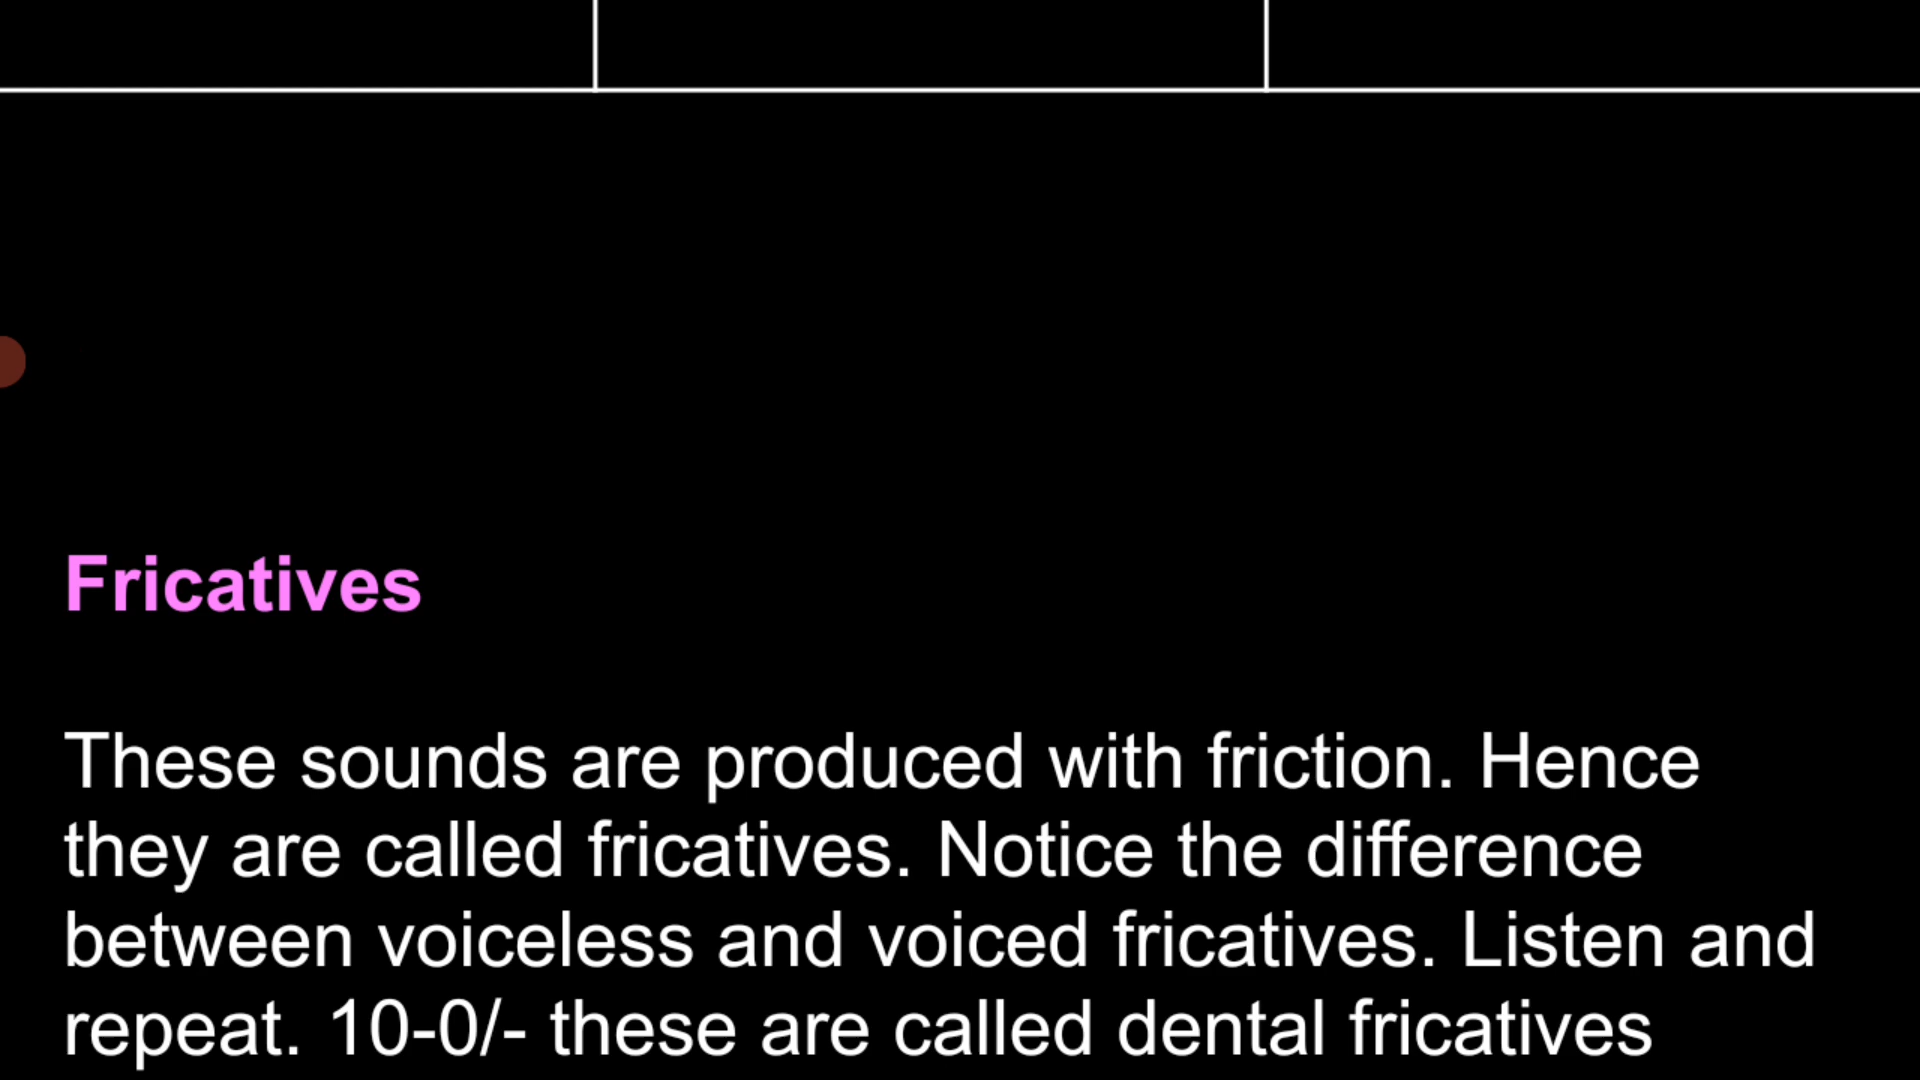 Fricatives
These sounds are produced with friction. Hence
they are called fricatives. Notice the difference
between voiceless and voiced fricatives. Listen and
repeat. 10-0/- these are called dental fricatives